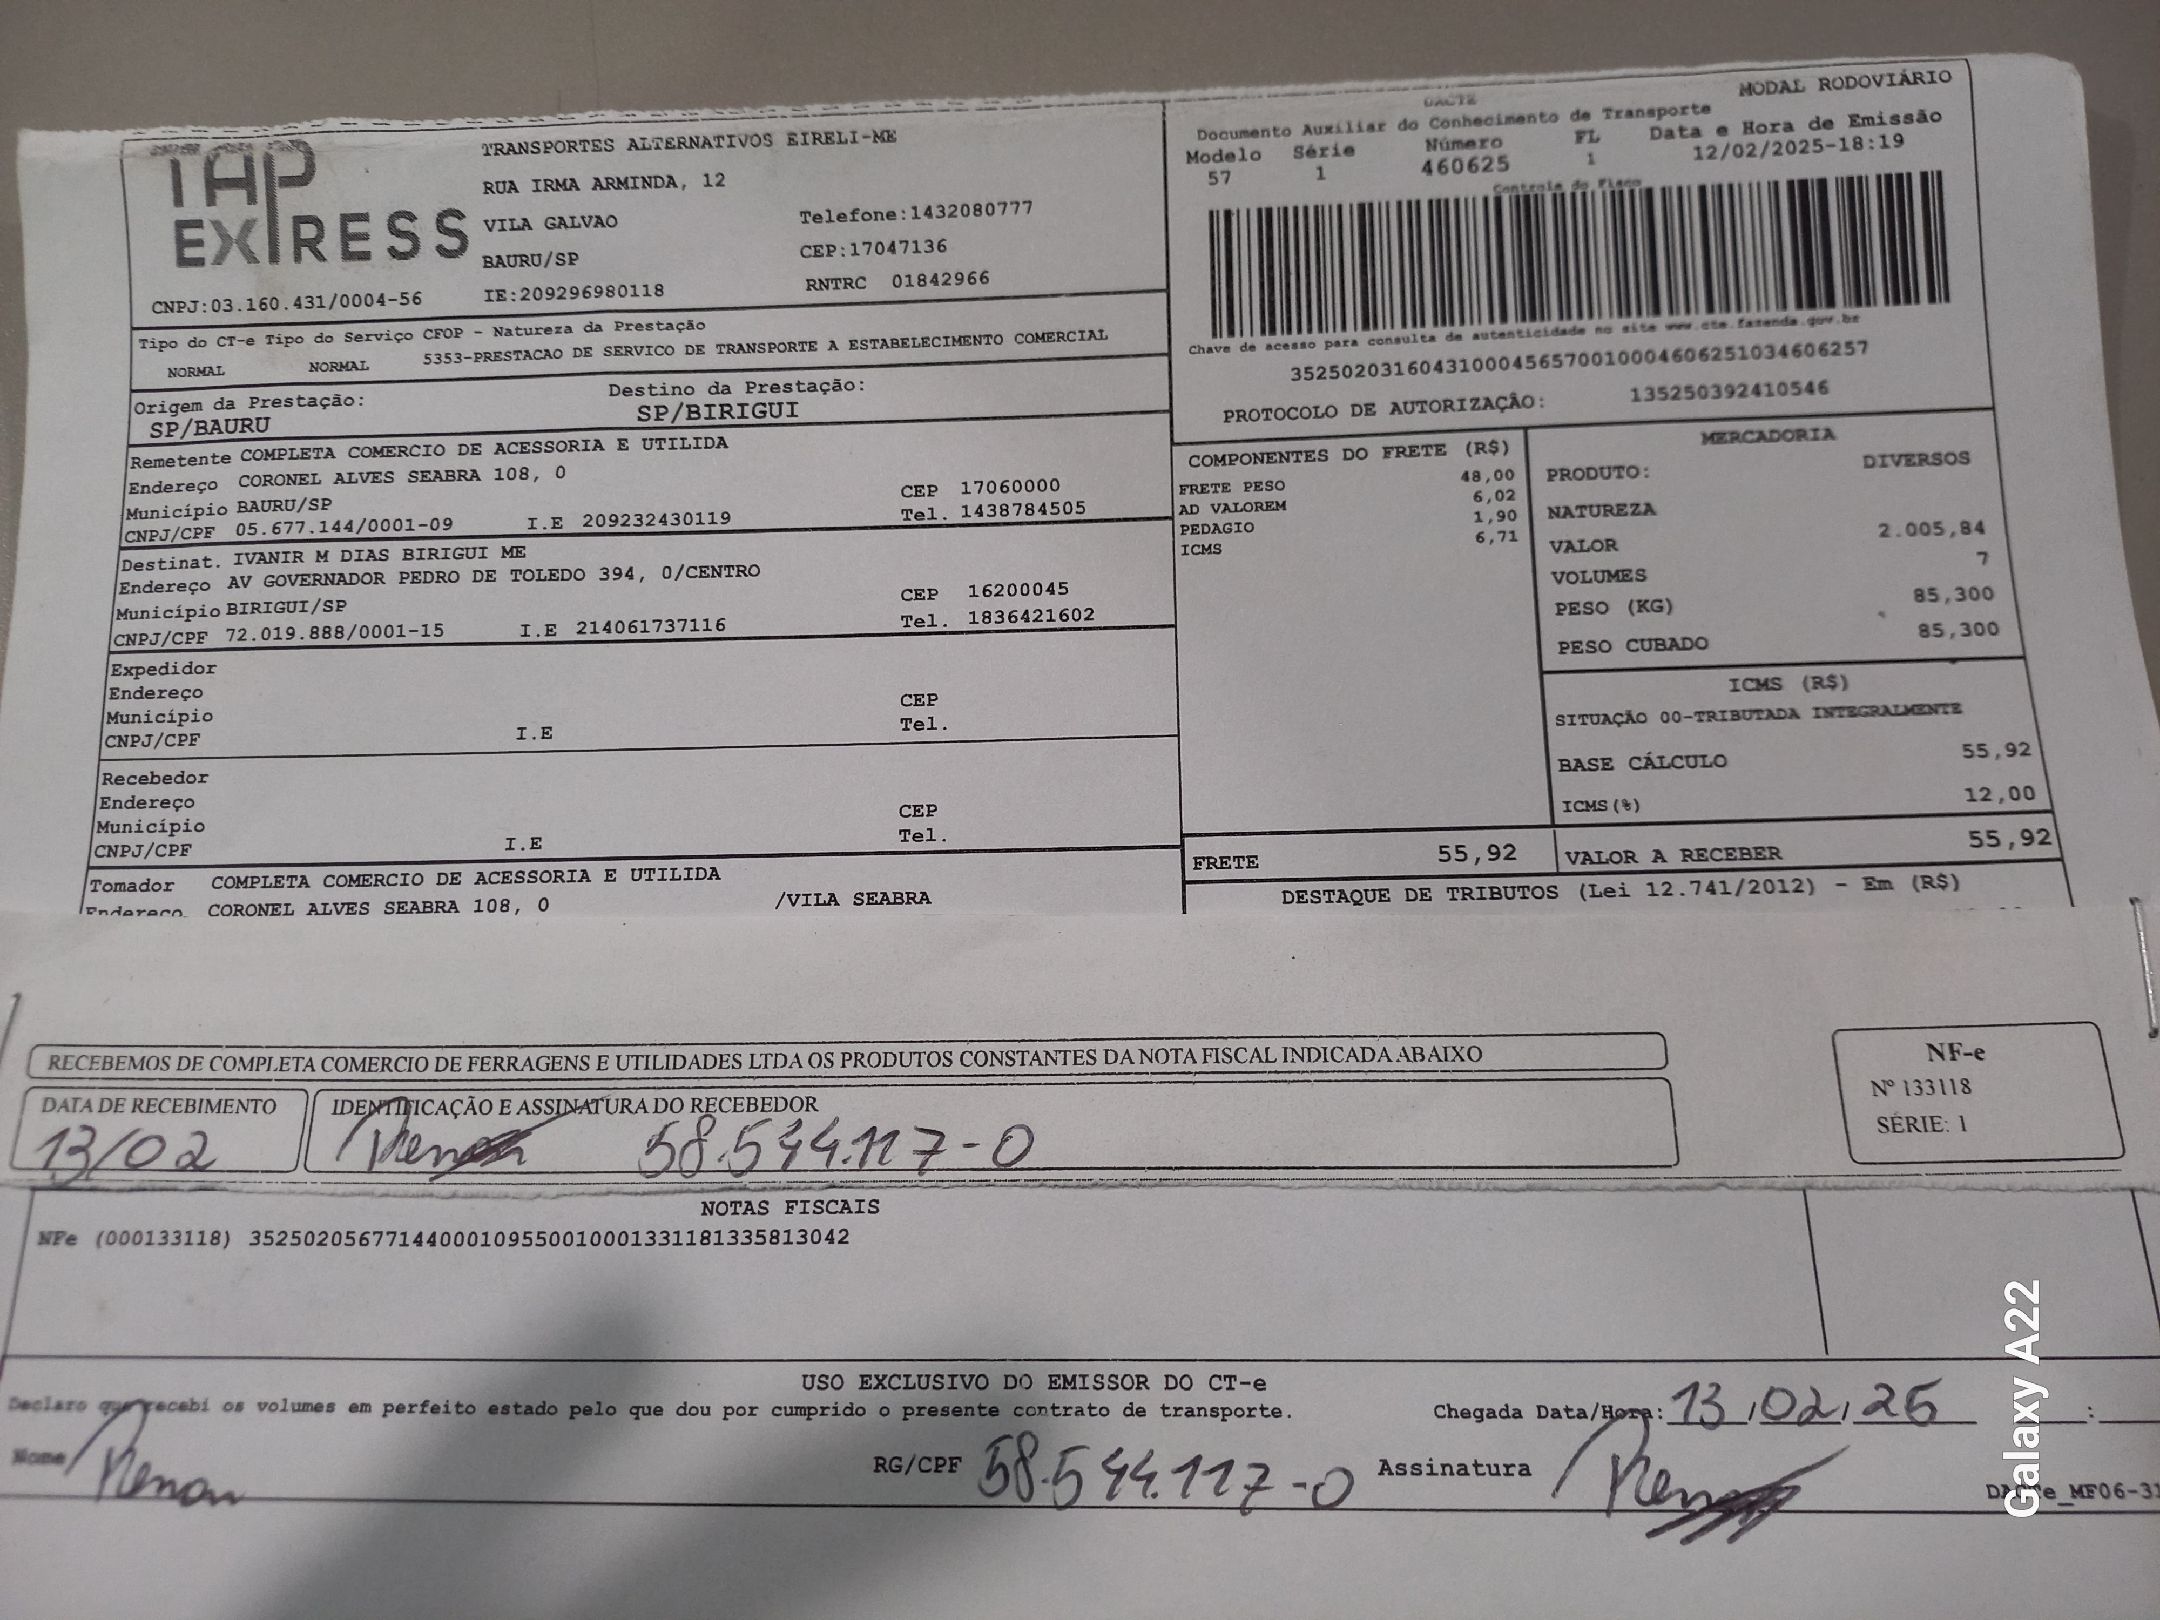 TAP
EXPRESS
TRANSPORTES ALTERNATIVOS EIRELI-ME
RUA IRMA ARMINDA, 12
VILA GALVAO
Telefone:1432080777
BAURU/SP
CEP:17047136
CNPJ:03.160.431/0004-56
IE:209296980118
RNTRC 01842966
DACTE
MODAL RODOVIÁRIO
Documento Auxiliar do Conhecimento de Transporte
Modelo Série Número FL Data e Hora de Emissão
57 1 460625 1 12/02/2025-18:19
Controle do Fisco
Chave de acesso para consulta de autenticidade no site www.cte.fazenda.gov.br
35250203160431000456570010004606251034606257
PROTOCOLO DE AUTORIZAÇÃO: 135250392410546
Tipo do CT-e Tipo do Serviço CFOP - Natureza da Prestação
NORMAL NORMAL 5353-PRESTACAO DE SERVICO DE TRANSPORTE A ESTABELECIMENTO COMERCIAL
Origem da Prestação: Destino da Prestação:
SP/BAURU SP/BIRIGUI
Remetente COMPLETA COMERCIO DE ACESSORIA E UTILIDA
Endereço CORONEL ALVES SEABRA 108, 0
Município BAURU/SP CEP 17060000
CNPJ/CPF 05.677.144/0001-09 I.E 209232430119 Tel. 1438784505
Destinat. IVANIR M DIAS BIRIGUI ME
Endereço AV GOVERNADOR PEDRO DE TOLEDO 394, 0/CENTRO
Município BIRIGUI/SP CEP 16200045
CNPJ/CPF 72.019.888/0001-15 I.E 214061737116 Tel. 1836421602
Expedidor
Endereço
Município CEP
CNPJ/CPF I.E Tel.
Recebedor
Endereço
Município CEP
CNPJ/CPF I.E Tel.
Tomador COMPLETA COMERCIO DE ACESSORIA E UTILIDA
Endereço CORONEL ALVES SEABRA 108, 0 /VILA SEABRA
COMPONENTES DO FRETE (R$)
FRETE PESO 48,00
AD VALOREM 6,02
PEDAGIO 1,90
ICMS 6,71
MERCADORIA
PRODUTO: DIVERSOS
NATUREZA
VALOR 2.005,84
VOLUMES 7
PESO (KG) 85,300
PESO CUBADO 85,300
ICMS (R$)
SITUAÇÃO 00-TRIBUTADA INTEGRALMENTE
BASE CÁLCULO 55,92
ICMS(%) 12,00
FRETE 55,92 VALOR A RECEBER 55,92
DESTAQUE DE TRIBUTOS (Lei 12.741/2012) - Em (R$)
RECEBEMOS DE COMPLETA COMERCIO DE FERRAGENS E UTILIDADES LTDA OS PRODUTOS CONSTANTES DA NOTA FISCAL INDICADA ABAIXO
DATA DE RECEBIMENTO
13/02
IDENTIFICAÇÃO E ASSINATURA DO RECEBEDOR
Renan 58.544.117-0
NF-e
Nº 133118
SÉRIE: 1
NOTAS FISCAIS
NFe (000133118) 35250205677144000109550010001331181335813042
USO EXCLUSIVO DO EMISSOR DO CT-e
Declaro que recebi os volumes em perfeito estado pelo que dou por cumprido o presente contrato de transporte. Chegada Data/Hora: 13/02/25 :
Nome Renan RG/CPF 58.544.117-0 Assinatura Renan
DACTe_MF06-31
Galaxy A22